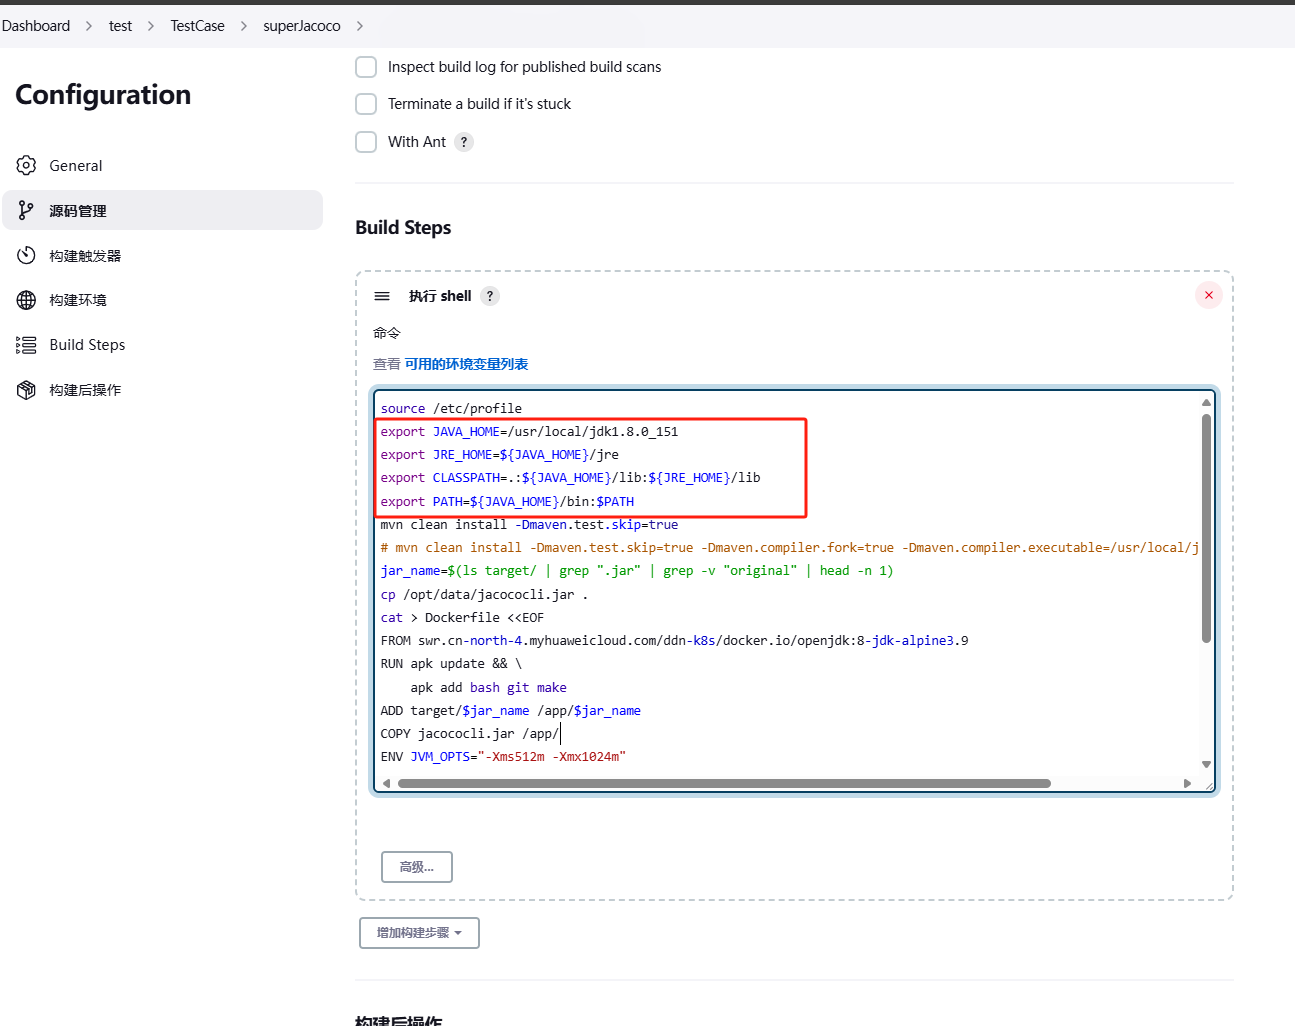 Dashboard > test > TestCase > superJacoco >
Inspect build log for published build scans
Configuration
Terminate a build if it's stuck
With Ant ?
General
源码管理
构建触发器
构建环境
Build Steps
构建后操作
Build Steps
执行 shell ?
命令
查看 可用的环境变量列表
source /etc/profile
export JAVA_HOME=/usr/local/jdk1.8.0_151
export JRE_HOME=${JAVA_HOME}/jre
export CLASSPATH=.:${JAVA_HOME}/lib:${JRE_HOME}/lib
export PATH=${JAVA_HOME}/bin:$PATH
mvn clean install -Dmaven.test.skip=true
# mvn clean install -Dmaven.test.skip=true -Dmaven.compiler.fork=true -Dmaven.compiler.executable=/usr/local/j
jar_name=$(ls target/ | grep ".jar" | grep -v "original" | head -n 1)
cp /opt/data/jacococli.jar .
cat > Dockerfile <<EOF
FROM swr.cn-north-4.myhuaweicloud.com/ddn-k8s/docker.io/openjdk:8-jdk-alpine3.9
RUN apk update && \
    apk add bash git make
ADD target/$jar_name /app/$jar_name
COPY jacococli.jar /app/
ENV JVM_OPTS="-Xms512m -Xmx1024m"
高级...
增加构建步骤
构建后操作